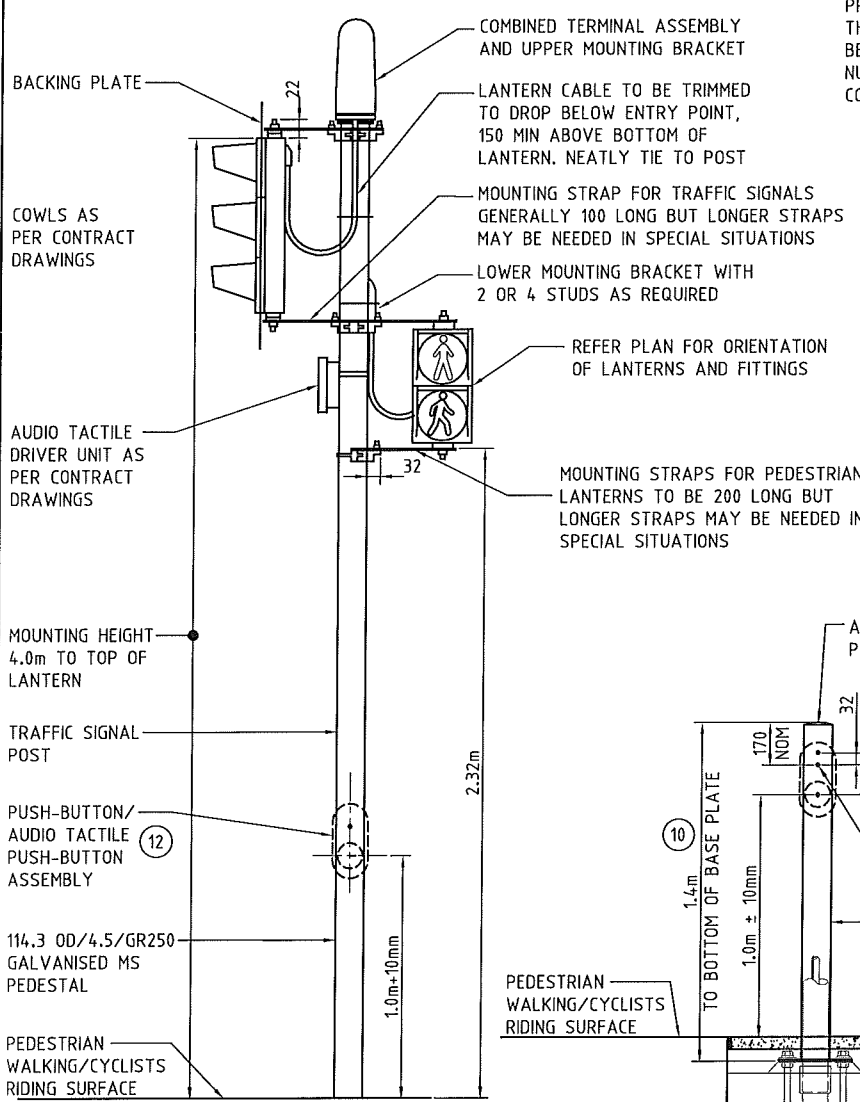 COMBINED TERMINAL ASSEMBLY
AND UPPER MOUNTING BRACKET
BACKING PLATE
22
LANTERN CABLE TO BE TRIMMED
TO DROP BELOW ENTRY POINT,
150 MIN ABOVE BOTTOM OF
LANTERN. NEATLY TIE TO POST
COWLS AS
PER CONTRACT
DRAWINGS
MOUNTING STRAP FOR TRAFFIC SIGNALS
GENERALLY 100 LONG BUT LONGER STRAPS
MAY BE NEEDED IN SPECIAL SITUATIONS
LOWER MOUNTING BRACKET WITH
2 OR 4 STUDS AS REQUIRED
REFER PLAN FOR ORIENTATION
OF LANTERNS AND FITTINGS
AUDIO TACTILE
DRIVER UNIT AS
PER CONTRACT
DRAWINGS
32
MOUNTING STRAPS FOR PEDESTRIAN
LANTERNS TO BE 200 LONG BUT
LONGER STRAPS MAY BE NEEDED IN
SPECIAL SITUATIONS
MOUNTING HEIGHT
4.0m TO TOP OF
LANTERN
TRAFFIC SIGNAL
POST
2.32m
PUSH-BUTTON/
AUDIO TACTILE
PUSH-BUTTON
ASSEMBLY
12
114.3 OD/4.5/GR250
GALVANISED MS
PEDESTAL
1.0m±10mm
PEDESTRIAN
WALKING/CYCLISTS
RIDING SURFACE
170
NOM
32
10
1.4m
TO BOTTOM OF BASE PLATE
1.0m ± 10mm
PEDESTRIAN
WALKING/CYCLISTS
RIDING SURFACE